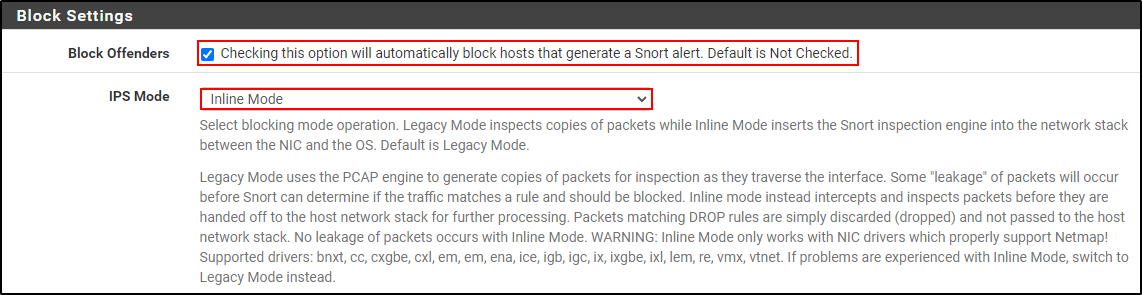 Block Settings
Block Offenders
Checking this option will automatically block hosts that generate a Snort alert. Default is Not Checked.
IPS Mode
Inline Mode
Select blocking mode operation. Legacy Mode inspects copies of packets while Inline Mode inserts the Snort inspection engine into the network stack
between the NIC and the OS. Default is Legacy Mode.
Legacy Mode uses the PCAP engine to generate copies of packets for inspection as they traverse the interface. Some "leakage" of packets will occur
before Snort can determine if the traffic matches a rule and should be blocked. Inline mode instead intercepts and inspects packets before they are
handed off to the host network stack for further processing. Packets matching DROP rules are simply discarded (dropped) and not passed to the host
network stack. No leakage of packets occurs with Inline Mode. WARNING: Inline Mode only works with NIC drivers which properly support Netmap!
Supported drivers: bnxt, cc, cxgbe, cxl, em, em, ena, ice, igb, igc, ix, ixgbe, ixl, lem, re, vmx, vtnet. If problems are experienced with Inline Mode, switch to
Legacy Mode instead.